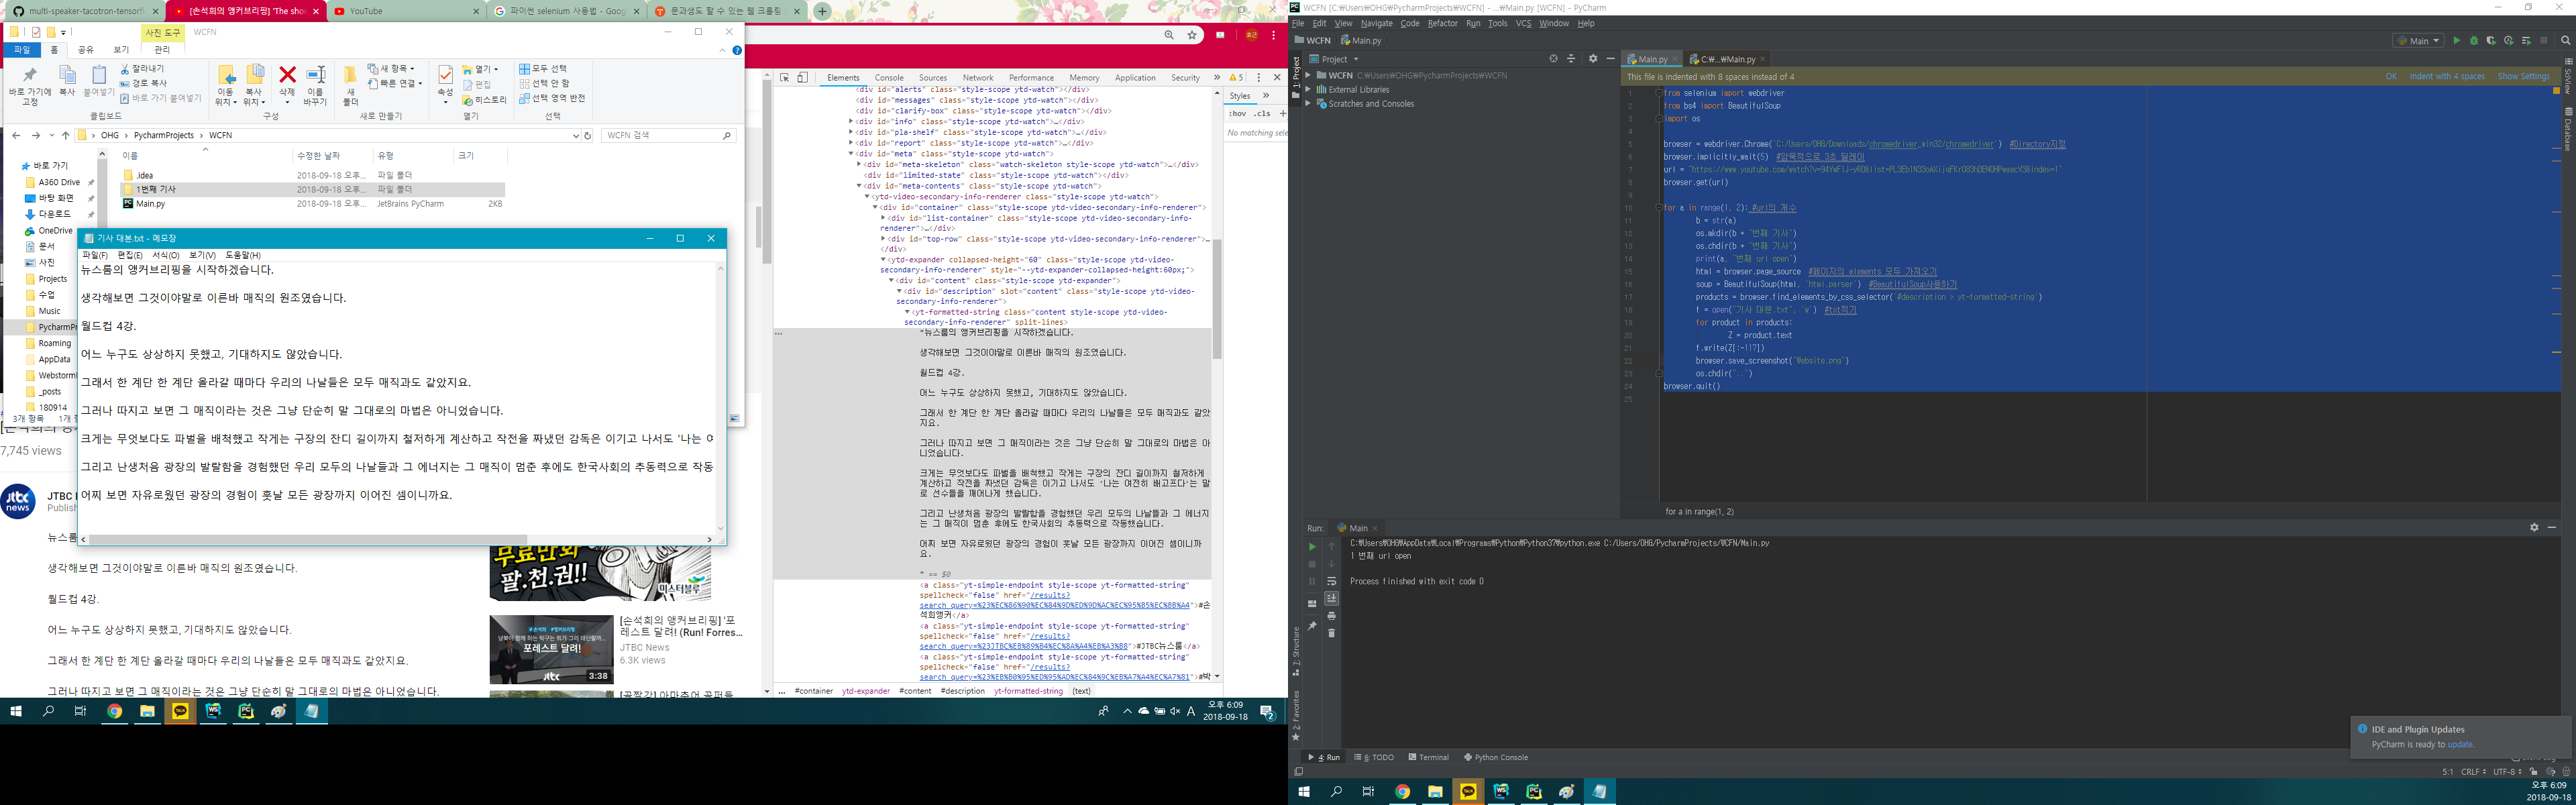 multi-speaker-tacotron-tensorfl
[손석희의 앵커브리핑] 'The sho
YouTube
파이썬 selenium 사용법 - Goog
문과생도 할 수 있는 웹 크롤링
사진 도구
WCFN
파일
홈
공유
보기
관리
바로 가기에 고정
복사
붙여넣기
잘라내기
경로 복사
바로 가기 붙여넣기
이동 위치
복사 위치
삭제
이름 바꾸기
새 폴더
새 항목
빠른 연결
속성
열기
편집
히스토리
모두 선택
선택 안 함
선택 영역 반전
클립보드
구성
새로 만들기
열기
선택
OHG > PycharmProjects > WCFN
WCFN 검색
이름
수정한 날짜
유형
크기
.idea 2018-09-18 오후... 파일 폴더
1번째 기사 2018-09-18 오후... 파일 폴더
Main.py 2018-09-18 오후... JetBrains PyCharm 2KB
바로 가기
A360 Drive
바탕 화면
다운로드
OneDrive
문서
사진
Projects
수업
Music
PycharmPr
Roaming
AppData
Webstorml
_posts
180914
3개 항목
기사 대본.txt - 메모장
파일(F) 편집(E) 서식(O) 보기(V) 도움말(H)
뉴스룸의 앵커브리핑을 시작하겠습니다.
생각해보면 그것이야말로 이른바 매직의 원조였습니다.
월드컵 4강.
어느 누구도 상상하지 못했고, 기대하지도 않았습니다.
그래서 한 계단 한 계단 올라갈 때마다 우리의 나날들은 모두 매직과도 같았지요.
그러나 따지고 보면 그 매직이라는 것은 그냥 단순히 말 그대로의 마법은 아니었습니다.
크게는 무엇보다도 파벌을 배척했고 작게는 구장의 잔디 길이까지 철저하게 계산하고 작전을 짜냈던 감독은 이기고 나서도 '나는 여
그리고 난생처음 광장의 발랄함을 경험했던 우리 모두의 나날들과 그 에너지는 그 매직이 멈춘 후에도 한국사회의 추동력으로 작동
어찌 보면 자유로웠던 광장의 경험이 훗날 모든 광장까지 이어진 셈이니까요.
7,745 views
JTBC
Publish
뉴스룸
생각해보면 그것이야말로 이른바 매직의 원조였습니다.
월드컵 4강.
어느 누구도 상상하지 못했고, 기대하지도 않았습니다.
그래서 한 계단 한 계단 올라갈 때마다 우리의 나날들은 모두 매직과도 같았지요.
그러나 따지고 보면 그 매직이라는 것은 그냥 단순히 말 그대로의 마법은 아니었습니다.
무료만화
팔.천.권!!
미스터블루
포레스트 달려!
3:38
[손석희의 앵커브리핑] '포레스트 달려! (Run! Forres...
JTBC News
6.3K views
Elements Console Sources Network Performance Memory Application Security
5
Styles
:hov .cls
No matching sele
<div id="alerts" class="style-scope ytd-watch"></div>
<div id="messages" class="style-scope ytd-watch"></div>
<div id="clarify-box" class="style-scope ytd-watch"></div>
<div id="info" class="style-scope ytd-watch">…</div>
<div id="pla-shelf" class="style-scope ytd-watch">…</div>
<div id="report" class="style-scope ytd-watch">…</div>
<div id="meta" class="style-scope ytd-watch">
<div id="meta-skeleton" class="watch-skeleton style-scope ytd-watch">…</div>
<div id="limited-state" class="style-scope ytd-watch"></div>
<div id="meta-contents" class="style-scope ytd-watch">
<ytd-video-secondary-info-renderer class="style-scope ytd-watch">
<div id="container" class="style-scope ytd-video-secondary-info-renderer">
<div id="list-container" class="style-scope ytd-video-secondary-info-
renderer">…</div>
<div id="top-row" class="style-scope ytd-video-secondary-info-renderer">…
</div>
<ytd-expander collapsed-height="60" class="style-scope ytd-video-
secondary-info-renderer" style="--ytd-expander-collapsed-height:60px;">
<div id="content" class="style-scope ytd-expander">
<div id="description" slot="content" class="style-scope ytd-video-
secondary-info-renderer">
<yt-formatted-string class="content style-scope ytd-video-
secondary-info-renderer" split-lines>
"뉴스룸의 앵커브리핑을 시작하겠습니다.
생각해보면 그것이야말로 이른바 매직의 원조였습니다.
월드컵 4강.
어느 누구도 상상하지 못했고, 기대하지도 않았습니다.
그래서 한 계단 한 계단 올라갈 때마다 우리의 나날들은 모두 매직과도 같았
지요.
그러나 따지고 보면 그 매직이라는 것은 그냥 단순히 말 그대로의 마법은 아
니었습니다.
크게는 무엇보다도 파벌을 배척했고 작게는 구장의 잔디 길이까지 철저하게
계산하고 작전을 짜냈던 감독은 이기고 나서도 '나는 여전히 배고프다'는 말
로 선수들을 깨어나게 했습니다.
그리고 난생처음 광장의 발랄함을 경험했던 우리 모두의 나날들과 그 에너지
는 그 매직이 멈춘 후에도 한국사회의 추동력으로 작동했습니다.
어찌 보면 자유로웠던 광장의 경험이 훗날 모든 광장까지 이어진 셈이니까
요.
" == $0
<a class="yt-simple-endpoint style-scope yt-formatted-string"
spellcheck="false" href="/results?
search_query=%23%EC%86%90%EC%84%9D%ED%9D%AC%EC%95%B5%EC%BB%A4">#손
석희앵커</a>
<a class="yt-simple-endpoint style-scope yt-formatted-string"
spellcheck="false" href="/results?
search_query=%23JTBC%EB%89%B4%EC%8A%A4%EB%A3%B8">#JTBC뉴스룸</a>
<a class="yt-simple-endpoint style-scope yt-formatted-string"
spellcheck="false" href="/results?
... #container ytd-expander #content #description yt-formatted-string (text)
오후 6:09
2018-09-18
WCFN [C:\Users\OHG\PycharmProjects\WCFN] - ...\Main.py [WCFN] - PyCharm
File Edit View Navigate Code Refactor Run Tools VCS Window Help
WCFN Main.py
Main
Project
WCFN C:\Users\OHG\PycharmProjects\WCFN
External Libraries
Scratches and Consoles
Main.py C:\...\Main.py
This file is indented with 8 spaces instead of 4
OK Indent with 4 spaces Show Settings
1 from selenium import webdriver
2 from bs4 import BeautifulSoup
3 import os
4
5 browser = webdriver.Chrome('C:/Users/OHG/Downloads/chromedriver_win32/chromedriver') #Directory지정
6 browser.implicitly_wait(5) #암묵적으로 3초 딜레이
7
8 browser.get(url)
9
10 for a in range(1, 2): #url의 개수
11 b = str(a)
12 os.mkdir(b + "번째 기사")
13 os.chdir(b + "번째 기사")
14 print(a, "번째 url open")
15 html = browser.page_source #페이지의 elements 모두 가져오기
16 soup = BeautifulSoup(html, 'html.parser') #BeautifulSoup사용하기
17 products = browser.find_elements_by_css_selector('#description > yt-formatted-string')
18 f = open("기사 대본.txt", 'w') #txt적기
19 for product in products:
20 Z = product.text
21 f.write(Z[:-117])
22 browser.save_screenshot("Website.png")
23 os.chdir("..")
24 browser.quit()
25
for a in range(1, 2)
Run: Main
C:\Users\OHG\AppData\Local\Programs\Python\Python37\python.exe C:/Users/OHG/PycharmProjects/WCFN/Main.py
1 번째 url open
Process finished with exit code 0
IDE and Plugin Updates
PyCharm is ready to update.
4: Run 6: TODO Terminal Python Console
5:1 CRLF UTF-8
1: Project
7: Structure
2: Favorites
SciView
Database
오후 6:09
2018-09-18